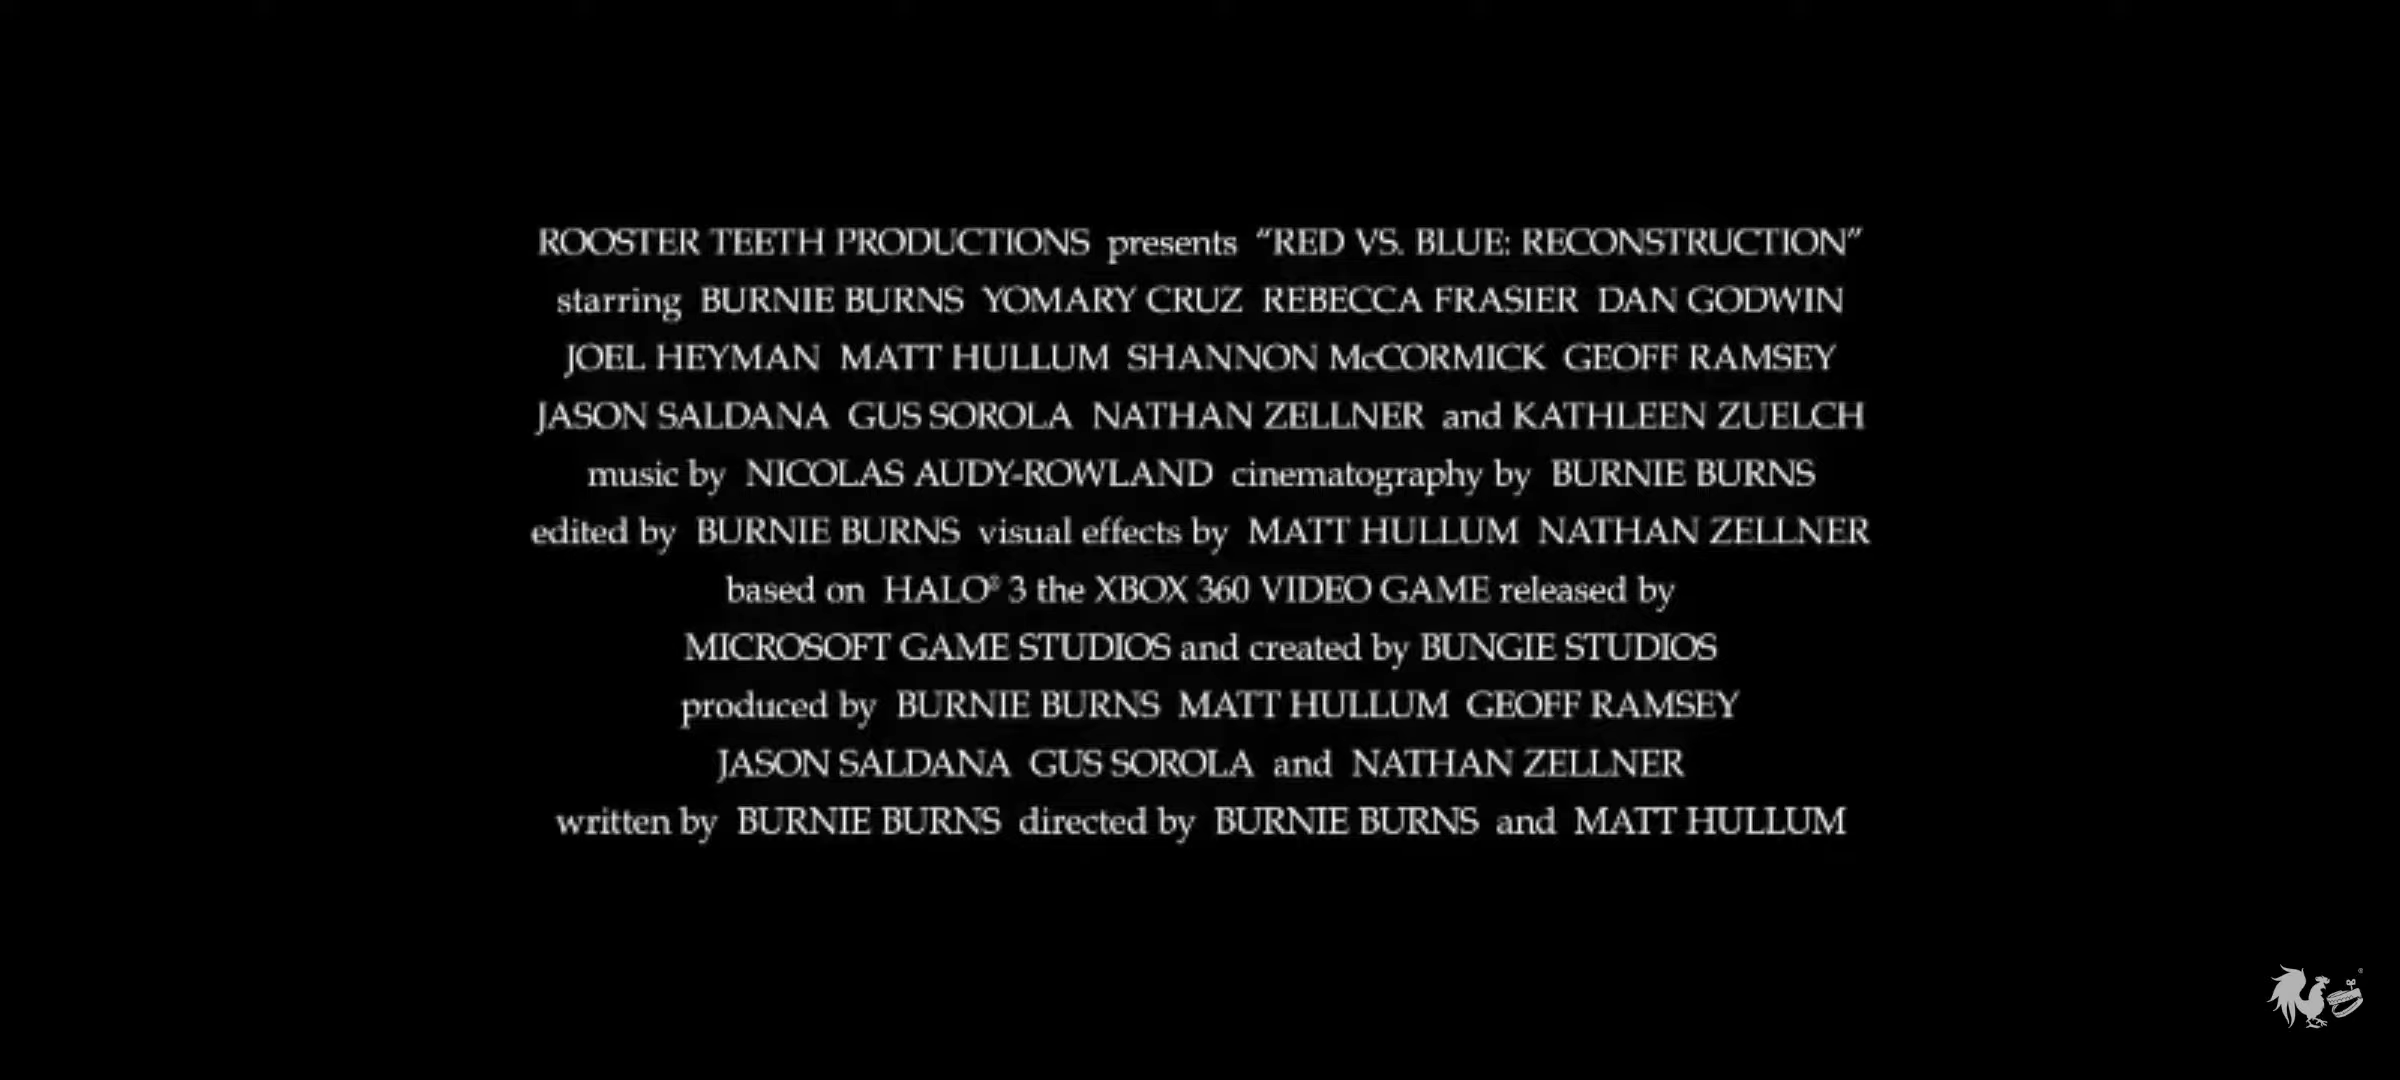 ROOSTER TEETH PRODUCTIONS presents “RED VS. BLUE: RECONSTRUCTION”
starring BURNIE BURNS YOMARY CRUZ REBECCA FRASIER DAN GODWIN
JOEL HEYMAN MATT HULLUM SHANNON McCORMICK GEOFF RAMSEY
JASON SALDANA GUS SOROLA NATHAN ZELLNER and KATHLEEN ZUELCH
music by NICOLAS AUDY-ROWLAND cinematography by BURNIE BURNS
edited by BURNIE BURNS visual effects by MATT HULLUM NATHAN ZELLNER
based on HALO® 3 the XBOX 360 VIDEO GAME released by
MICROSOFT GAME STUDIOS and created by BUNGIE STUDIOS
produced by BURNIE BURNS MATT HULLUM GEOFF RAMSEY
JASON SALDANA GUS SOROLA and NATHAN ZELLNER
written by BURNIE BURNS directed by BURNIE BURNS and MATT HULLUM